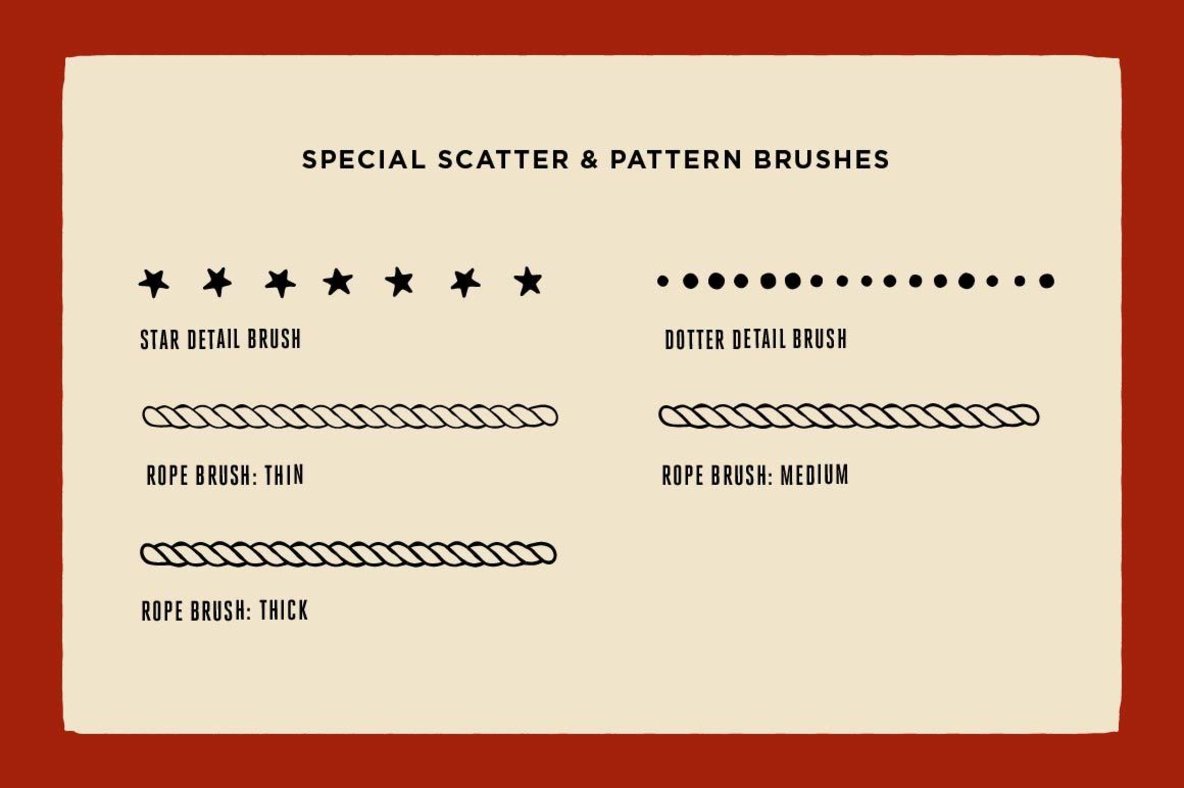 SPECIAL SCATTER & PATTERN BRUSHES
STAR DETAIL BRUSH
DOTTER DETAIL BRUSH
ROPE BRUSH: THIN
ROPE BRUSH: MEDIUM
ROPE BRUSH: THICK